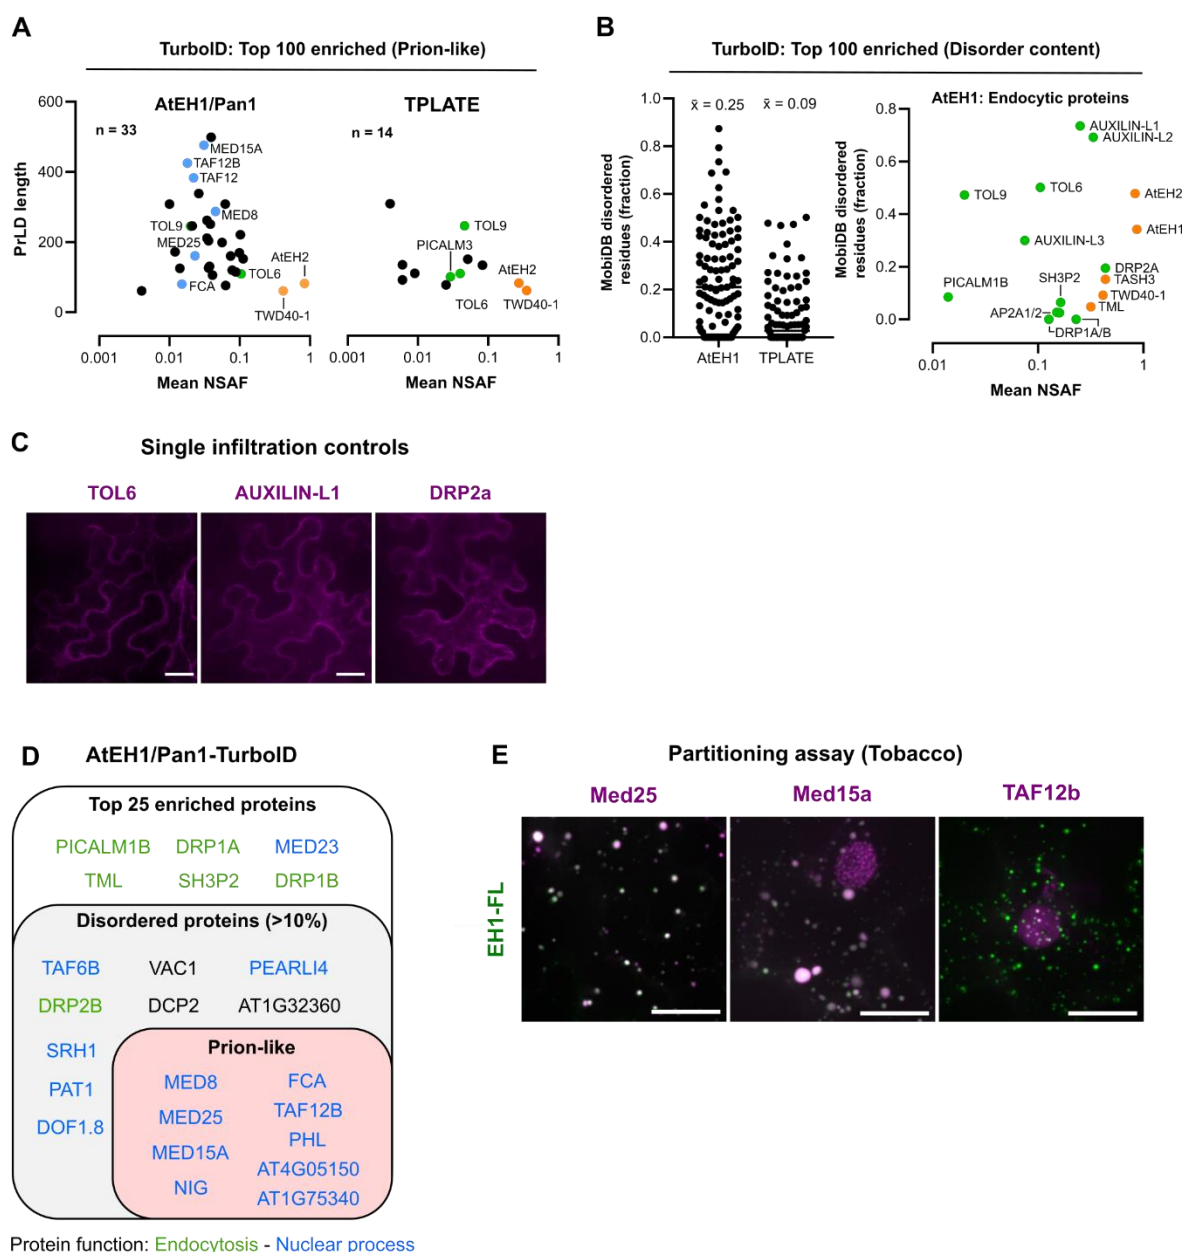 A
TurboID: Top 100 enriched (Prion-like)
AtEH1/Pan1
TPLATE
n = 33
n = 14
PrLD length
600
400
200
0
MED15A
TAF12B
TAF12
MED8
TOL9
MED25
FCA
TOL6
AtEH2
TWD40-1
0.001 0.01 0.1 1
Mean NSAF
TOL9
PICALM3
TOL6
AtEH2
TWD40-1
0.001 0.01 0.1 1
Mean NSAF
B
TurboID: Top 100 enriched (Disorder content)
x̄ = 0.25 x̄ = 0.09
MobiDB disordered
residues (fraction)
1.0
0.8
0.6
0.4
0.2
0.0
AtEH1 TPLATE
AtEH1: Endocytic proteins
MobiDB disordered
residues (fraction)
0.8
0.6
0.4
0.2
0.0
AUXILIN-L1
AUXILIN-L2
TOL9
TOL6
AtEH2
AtEH1
AUXILIN-L3
DRP2A
TASH3
SH3P2
PICALM1B
TWD40-1
TML
AP2A1/2
DRP1A/B
0.01 0.1 1
Mean NSAF
C
Single infiltration controls
TOL6 AUXILIN-L1 DRP2a
D
AtEH1/Pan1-TurboID
Top 25 enriched proteins
PICALM1B DRP1A MED23
TML SH3P2 DRP1B
Disordered proteins (>10%)
TAF6B VAC1 PEARLI4
DRP2B DCP2 AT1G32360
SRH1
PAT1
DOF1.8
Prion-like
MED8 FCA
MED25 TAF12B
MED15A PHL
NIG AT4G05150
AT1G75340
Protein function: Endocytosis - Nuclear process
E
Partitioning assay (Tobacco)
Med25 Med15a TAF12b
EH1-FL